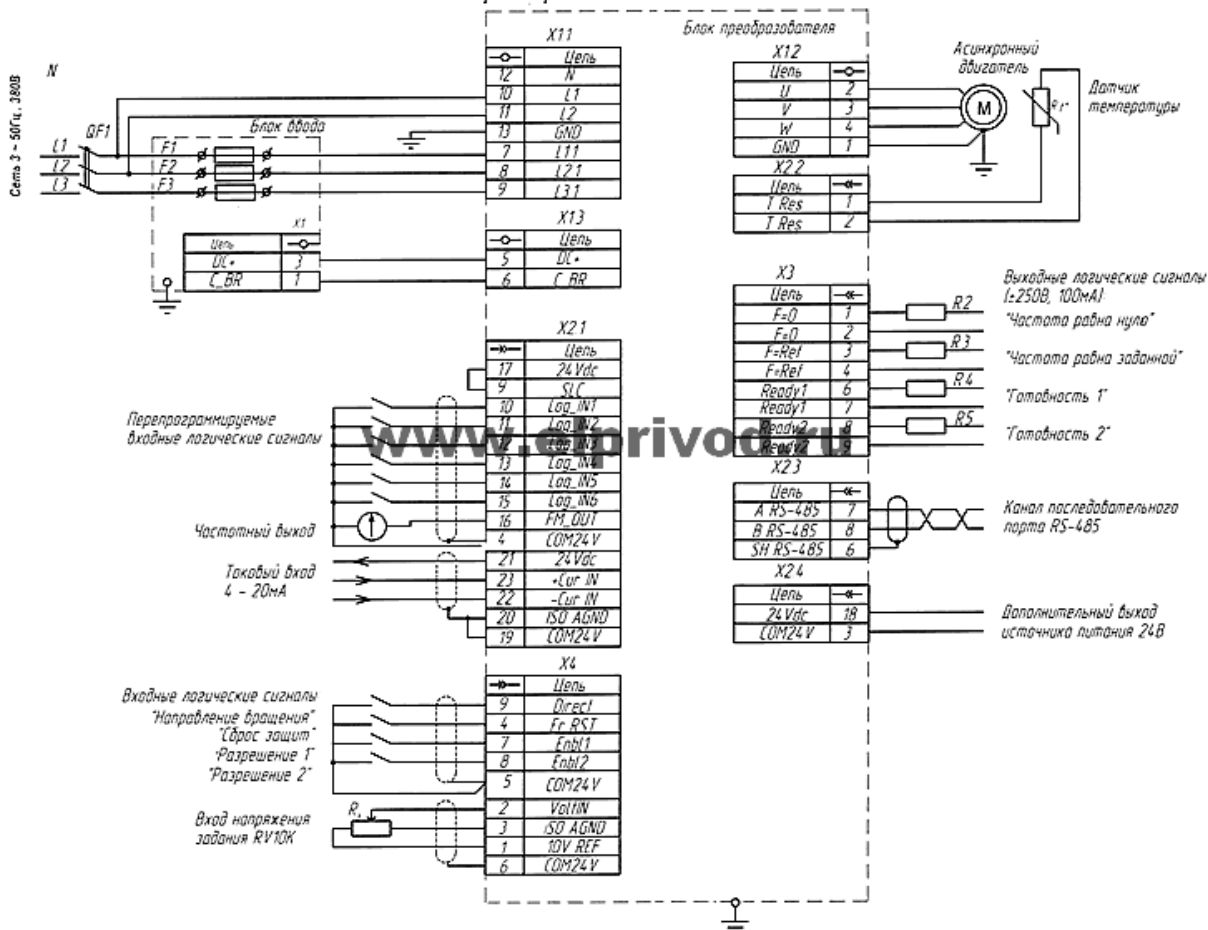 Сеть 3 ~ 50Гц, 380В
N
QF1
L1
L2
L3
Блок ввода
F1
F2
F3
X1
Цепь
DC+ 3
C_BR 1
X11
Цепь
12 N
10 L1
11 L2
13 GND
7 L11
8 L21
9 L31
X13
Цепь
5 DC+
6 C_BR
X21
Цепь
17 24Vdc
9 SLC
10 Log_IN1
11 Log_IN2
12 Log_IN3
13 Log_IN4
14 Log_IN5
15 Log_IN6
16 FM_OUT
4 COM24V
21 24Vdc
23 +Cur IN
22 -Cur IN
20 ISO AGND
19 COM24V
Перепрограммируемые
входные логические сигналы
Частотный выход
Токовый вход
4 - 20мА
X4
Цепь
9 Direct
4 Fr RST
7 Enbl1
8 Enbl2
5 COM24V
2 VoltIN
3 ISO AGND
1 10V REF
6 COM24V
Входные логические сигналы
"Направление вращения"
"Сброс защит"
"Разрешение 1"
"Разрешение 2"
Вход напряжения
задания RV10K
Блок преобразователя
X12
Цепь
U 2
V 3
W 4
GND 1
X22
Цепь
T Res 1
T Res 2
Асинхронный
двигатель
M
Датчик
температуры
X3
Цепь
F=0 1
F=0 2
F=Ref 3
F=Ref 4
Ready1 6
Ready1 7
Ready2 8
Ready2 9
R2
R3
R4
R5
Выходные логические сигналы
(±250В, 100мА):
"Частота равна нулю"
"Частота равна заданной"
"Готовность 1"
"Готовность 2"
X23
Цепь
A RS-485 7
B RS-485 8
SH RS-485 6
Канал последовательного
порта RS-485
X24
Цепь
24Vdc 18
COM24V 3
Дополнительный выход
источника питания 24В
www.elprivod.ru